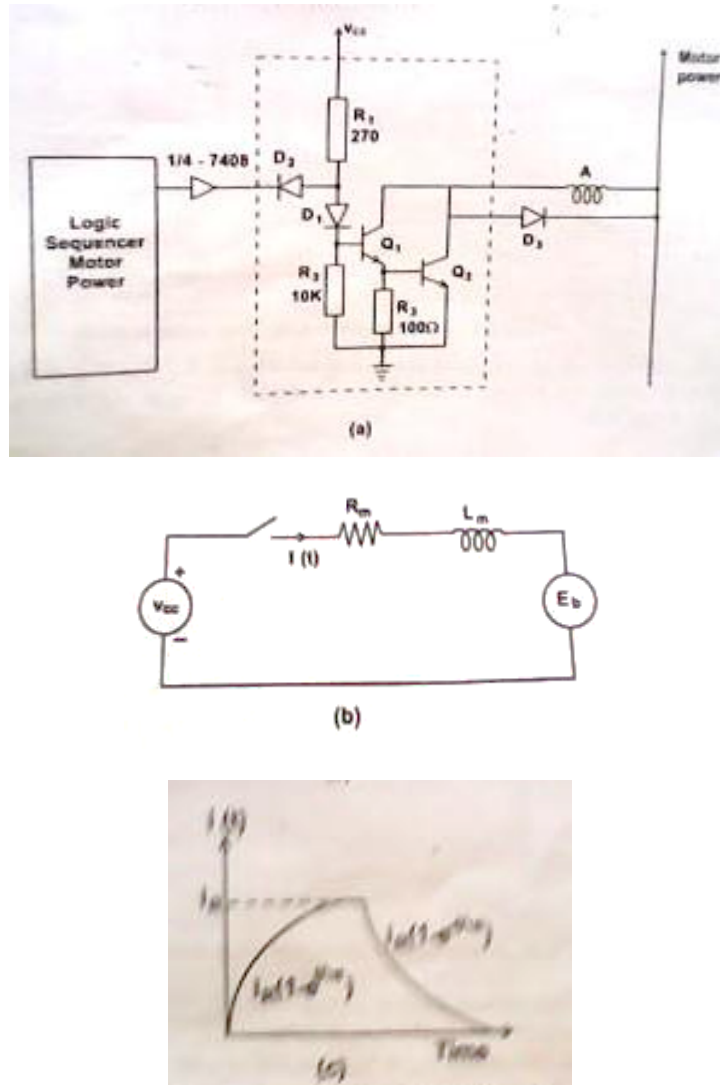 Vcc
Motor
power
R1
270
1/4 - 7408
D2
A
Logic
Sequencer
Motor
Power
D1
Q1
D3
R3
10K
Q2
R3
100Ω
(a)
Rm
Lm
I (t)
+
Vcc
Eb
−
(b)
I (t)
Time
(c)